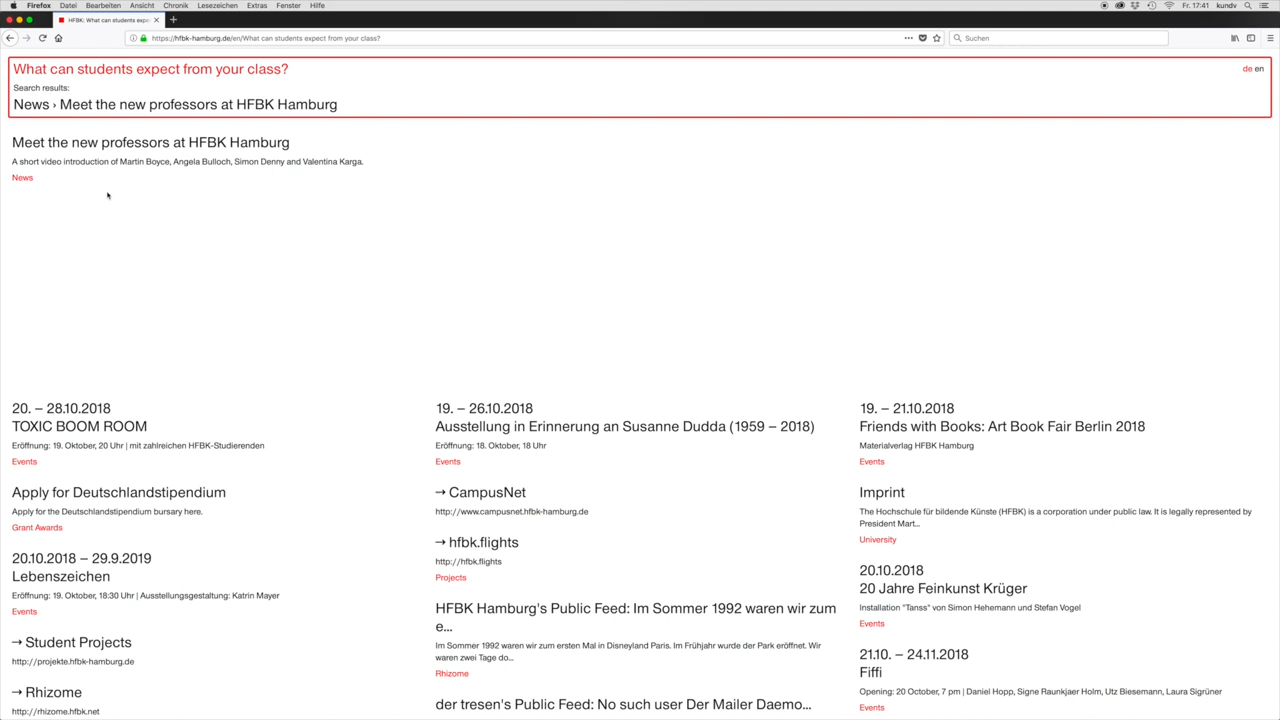 Firefox Datei Bearbeiten Ansicht Chronik Lesezeichen Extras Fenster Hilfe
Fr. 17:41 kundv
HFBK: What can students expe
https://hfbk-hamburg.de/en/What can students expect from your class?
Suchen
What can students expect from your class?
de en
Search results:
News › Meet the new professors at HFBK Hamburg
Meet the new professors at HFBK Hamburg
A short video introduction of Martin Boyce, Angela Bulloch, Simon Denny and Valentina Karga.
News
20. – 28.10.2018
TOXIC BOOM ROOM
Eröffnung: 19. Oktober, 20 Uhr | mit zahlreichen HFBK-Studierenden
Events
Apply for Deutschlandstipendium
Apply for the Deutschlandstipendium bursary here.
Grant Awards
20.10.2018 – 29.9.2019
Lebenszeichen
Eröffnung: 19. Oktober, 18:30 Uhr | Ausstellungsgestaltung: Katrin Mayer
Events
→ Student Projects
http://projekte.hfbk-hamburg.de
→ Rhizome
http://rhizome.hfbk.net
19. – 26.10.2018
Ausstellung in Erinnerung an Susanne Dudda (1959 – 2018)
Eröffnung: 18. Oktober, 18 Uhr
Events
→ CampusNet
http://www.campusnet.hfbk-hamburg.de
→ hfbk.flights
http://hfbk.flights
Projects
HFBK Hamburg's Public Feed: Im Sommer 1992 waren wir zum
e...
Im Sommer 1992 waren wir zum ersten Mal in Disneyland Paris. Im Frühjahr wurde der Park eröffnet. Wir
waren zwei Tage do...
Rhizome
der tresen's Public Feed: No such user Der Mailer Daemo...
19. – 21.10.2018
Friends with Books: Art Book Fair Berlin 2018
Materialverlag HFBK Hamburg
Events
Imprint
The Hochschule für bildende Künste (HFBK) is a corporation under public law. It is legally represented by
President Mart...
University
20.10.2018
20 Jahre Feinkunst Krüger
Installation "Tanss" von Simon Hehemann und Stefan Vogel
Events
21.10. – 24.11.2018
Fiffi
Opening: 20 October, 7 pm | Daniel Hopp, Signe Raunkjaer Holm, Utz Biesemann, Laura Sigrüner
Events